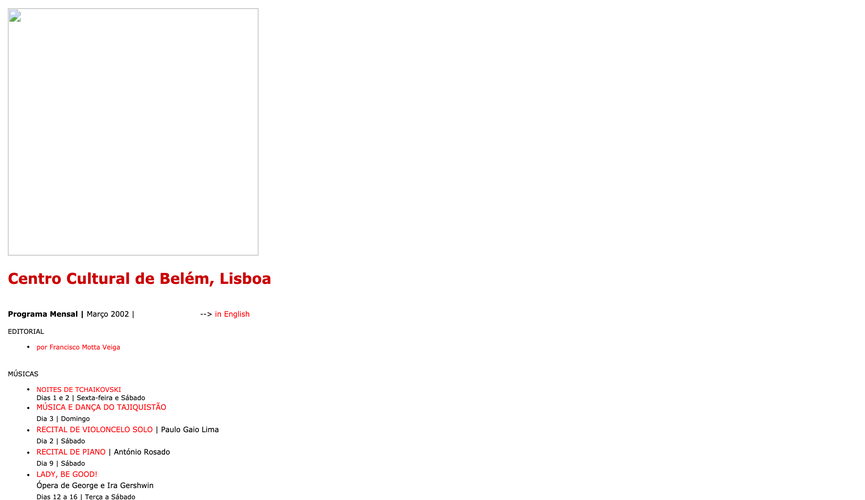 Centro Cultural de Belém, Lisboa
Programa Mensal | Março 2002 | --> in English
EDITORIAL
por Francisco Motta Veiga
MÚSICAS
NOITES DE TCHAIKOVSKI
Dias 1 e 2 | Sexta-feira e Sábado
MÚSICA E DANÇA DO TAJIQUISTÃO
Dia 3 | Domingo
RECITAL DE VIOLONCELO SOLO | Paulo Gaio Lima
Dia 2 | Sábado
RECITAL DE PIANO | António Rosado
Dia 9 | Sábado
LADY, BE GOOD!
Ópera de George e Ira Gershwin
Dias 12 a 16 | Terça a Sábado